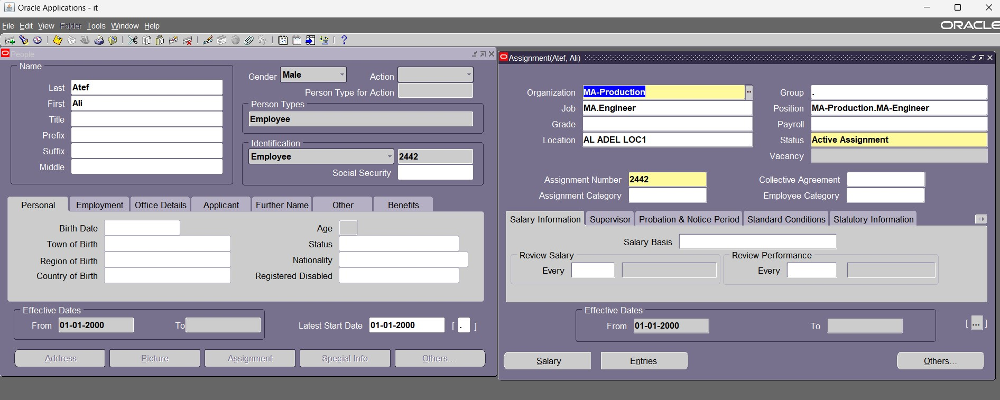 Oracle Applications - it
File Edit View Folder Tools Window Help
ORACLE
People
Name
Last Atef
First Ali
Title
Prefix
Suffix
Middle
Gender Male Action
Person Type for Action
Person Types
Employee
Identification
Employee 2442
Social Security
Personal Employment Office Details Applicant Further Name Other Benefits
Birth Date Age
Town of Birth Status
Region of Birth Nationality
Country of Birth Registered Disabled
Effective Dates
From 01-01-2000 To Latest Start Date 01-01-2000 [ . ]
Address Picture Assignment Special Info Others...
Assignment(Atef, Ali)
Organization MA-Production ... Group .
Job MA.Engineer Position MA-Production.MA-Engineer
Grade Payroll
Location AL ADEL LOC1 Status Active Assignment
Vacancy
Assignment Number 2442 Collective Agreement
Assignment Category Employee Category
Salary Information Supervisor Probation & Notice Period Standard Conditions Statutory Information
Salary Basis
Review Salary Review Performance
Every Every
Effective Dates
From 01-01-2000 To [ ... ]
Salary Entries Others...